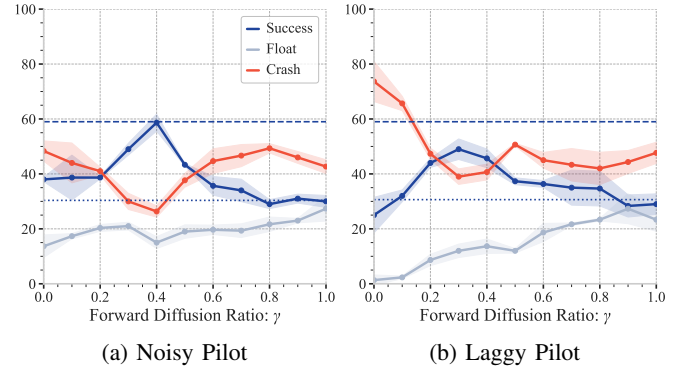 100
80
60
40
20
0
Success
Float
Crash
0.0 0.2 0.4 0.6 0.8 1.0
Forward Diffusion Ratio: γ
(a) Noisy Pilot
100
80
60
40
20
0
0.0 0.2 0.4 0.6 0.8 1.0
Forward Diffusion Ratio: γ
(b) Laggy Pilot